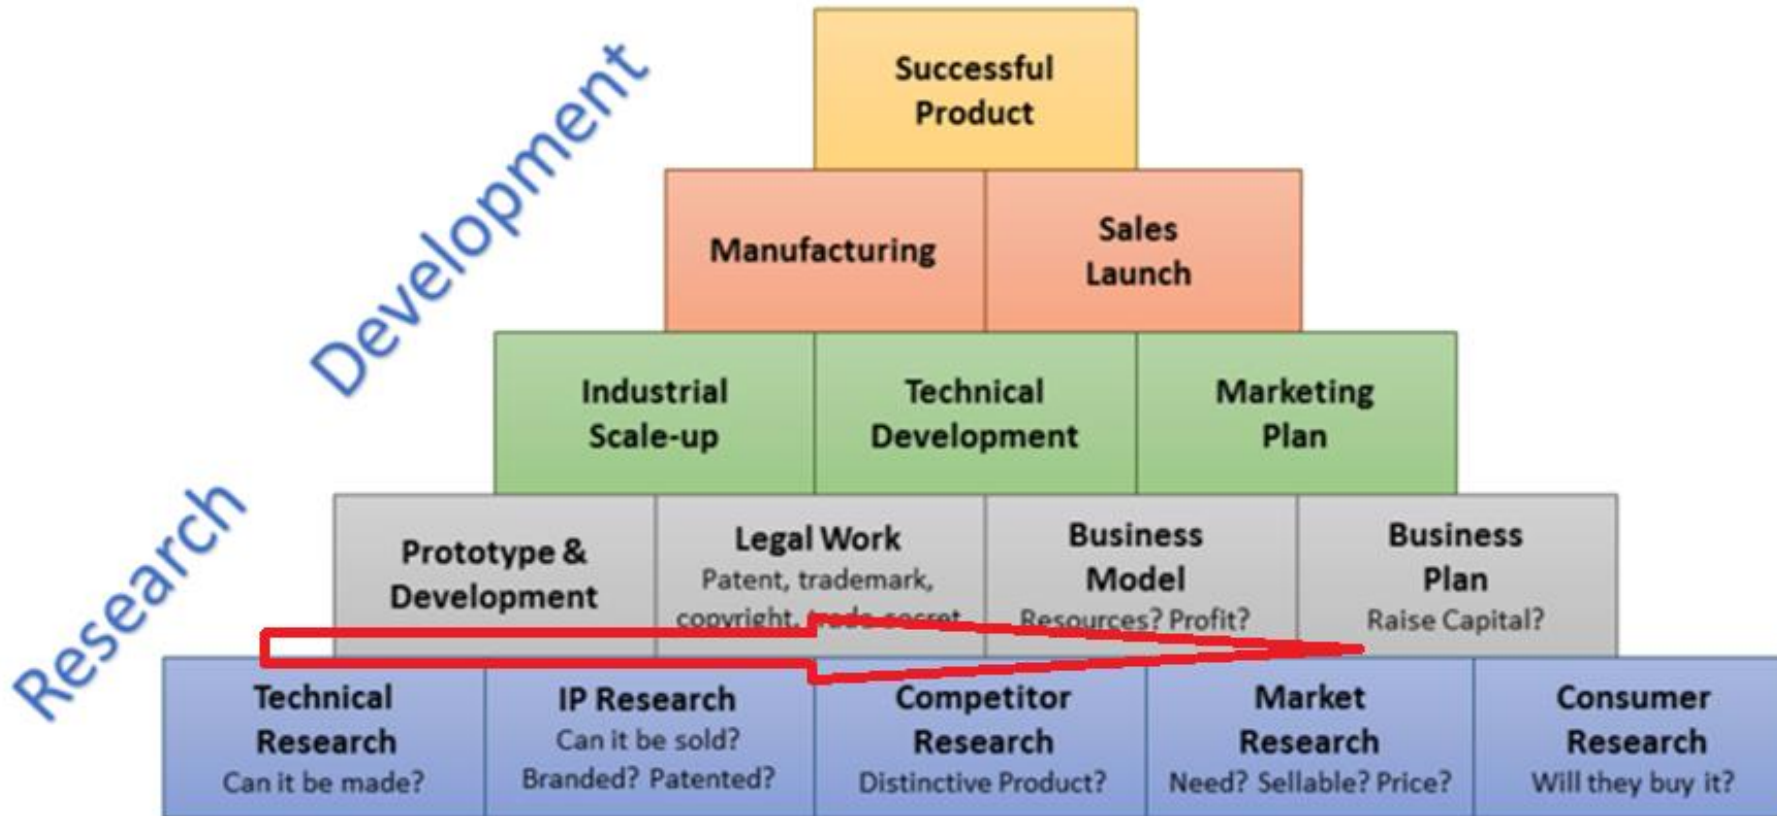 Development
Research
Successful
Product
Manufacturing
Sales
Launch
Industrial
Scale-up
Technical
Development
Marketing
Plan
Prototype &
Development
Legal Work
Patent, trademark,
copyright, trade secret
Business
Model
Resources? Profit?
Business
Plan
Raise Capital?
Technical
Research
Can it be made?
IP Research
Can it be sold?
Branded? Patented?
Competitor
Research
Distinctive Product?
Market
Research
Need? Sellable? Price?
Consumer
Research
Will they buy it?